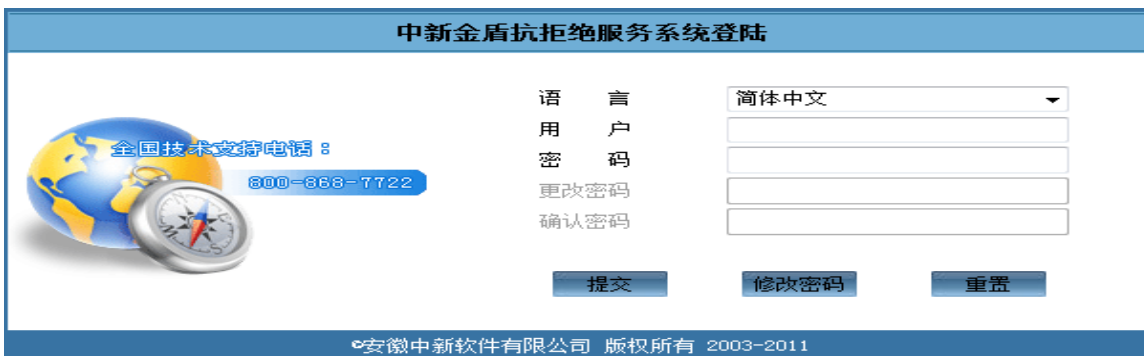 中新金盾抗拒绝服务系统登陆
语 言 简体中文
用 户
密 码
更改密码
确认密码
全国技术支持电话：
800-868-7722
提交 修改密码 重置
©安徽中新软件有限公司 版权所有 2003-2011